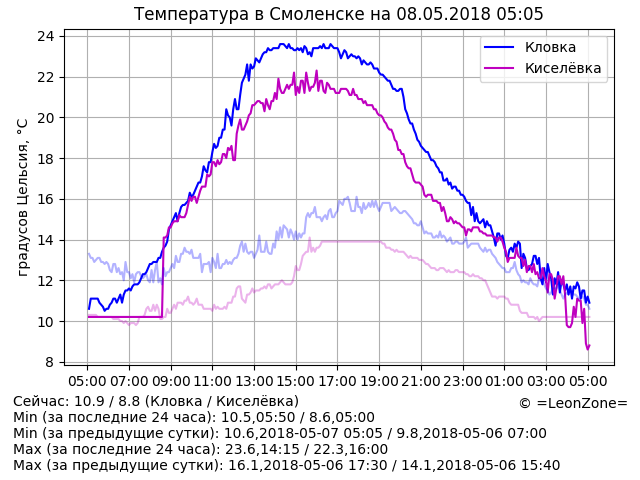 Температура в Смоленске на 08.05.2018 05:05
градусов Цельсия, °C
24
22
20
18
16
14
12
10
8
Кловка
Киселёвка
05:00 07:00 09:00 11:00 13:00 15:00 17:00 19:00 21:00 23:00 01:00 03:00 05:00
Сейчас: 10.9 / 8.8 (Кловка / Киселёвка)
© =LeonZone=
Min (за последние 24 часа): 10.5,05:50 / 8.6,05:00
Min (за предыдущие сутки): 10.6,2018-05-07 05:05 / 9.8,2018-05-06 07:00
Max (за последние 24 часа): 23.6,14:15 / 22.3,16:00
Max (за предыдущие сутки): 16.1,2018-05-06 17:30 / 14.1,2018-05-06 15:40